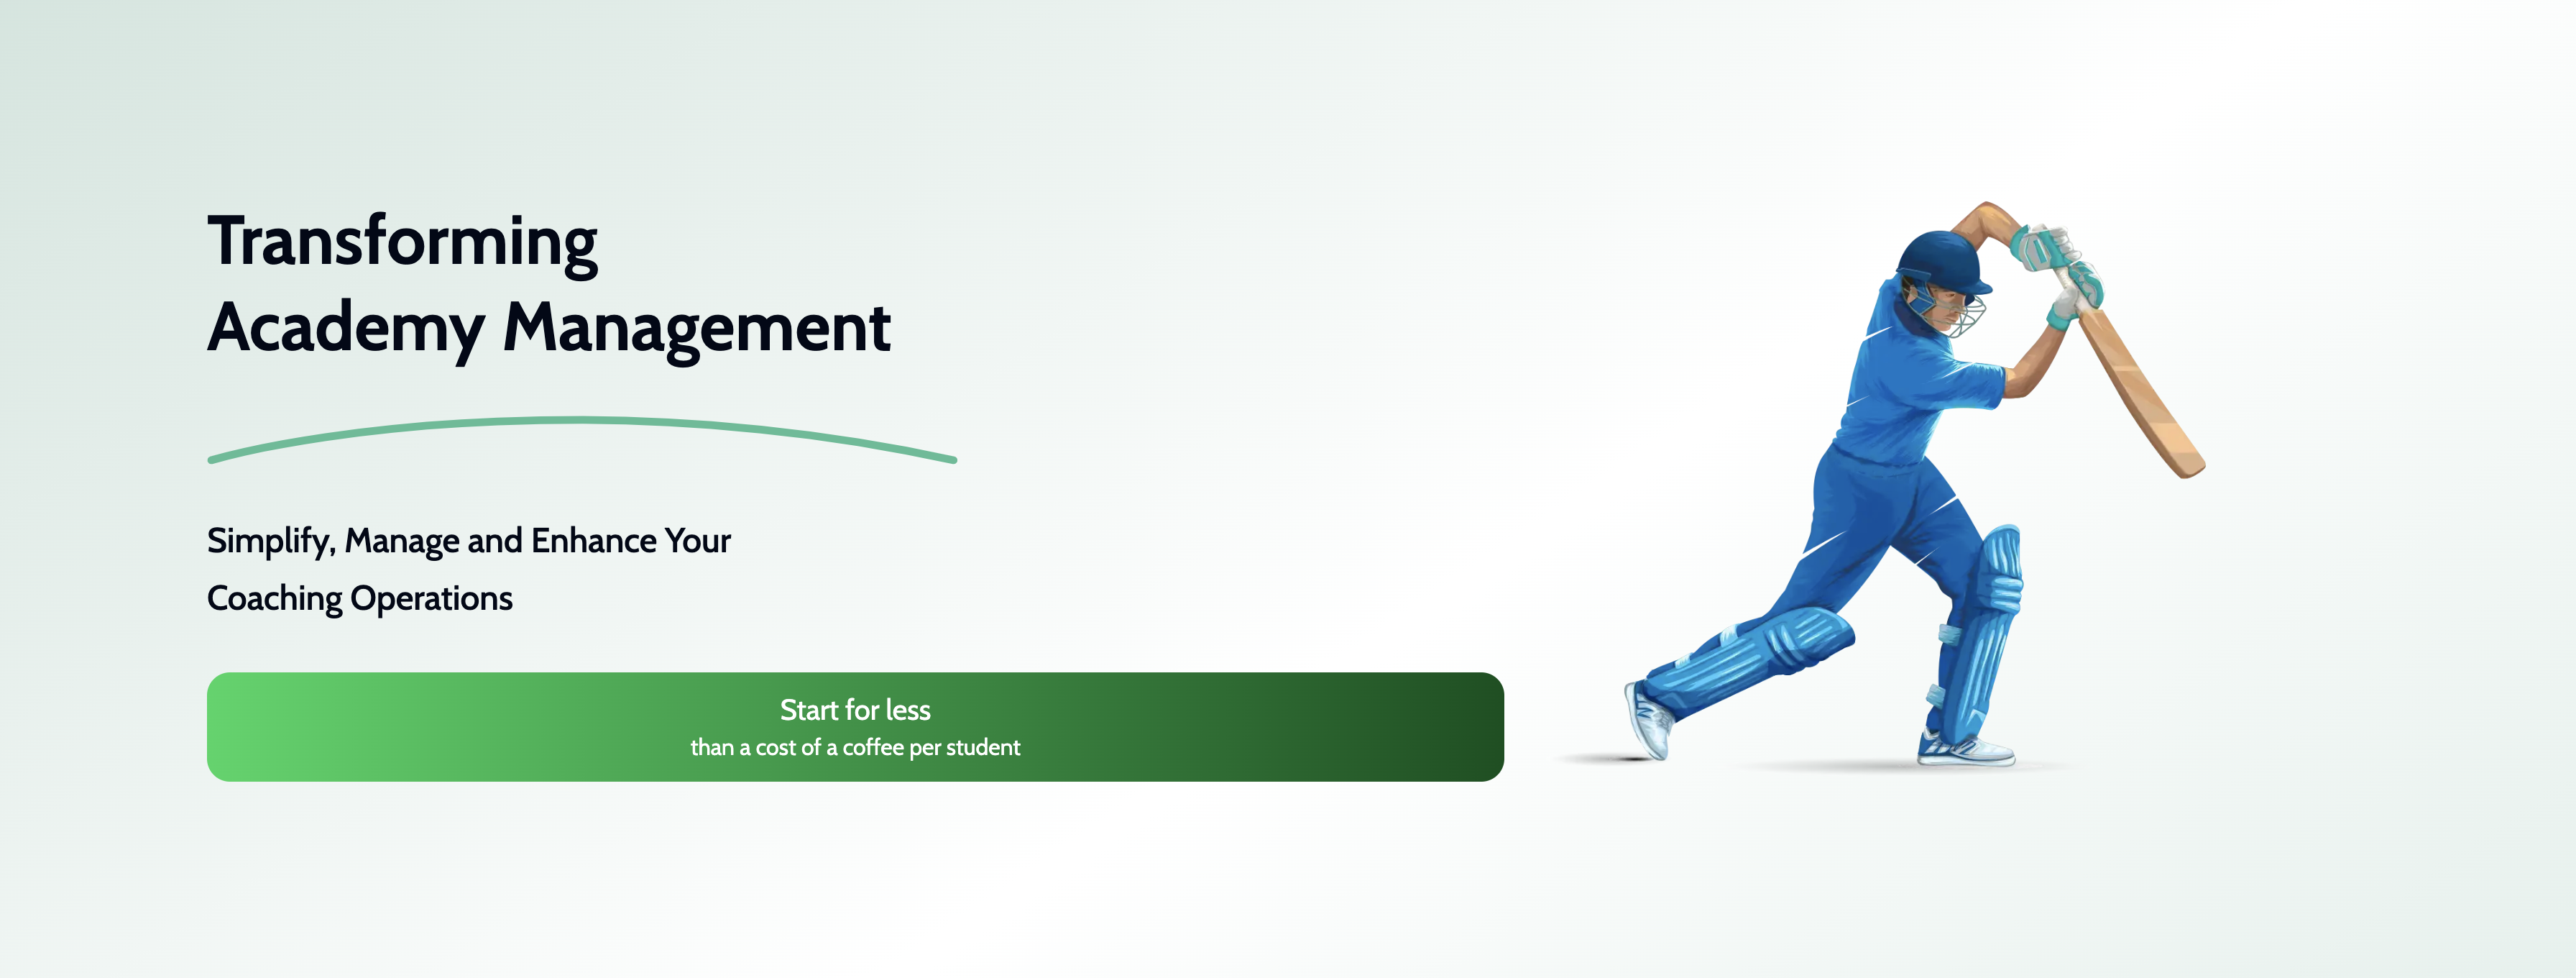 Transforming
Academy Management
Simplify, Manage and Enhance Your
Coaching Operations
Start for less
than a cost of a coffee per student